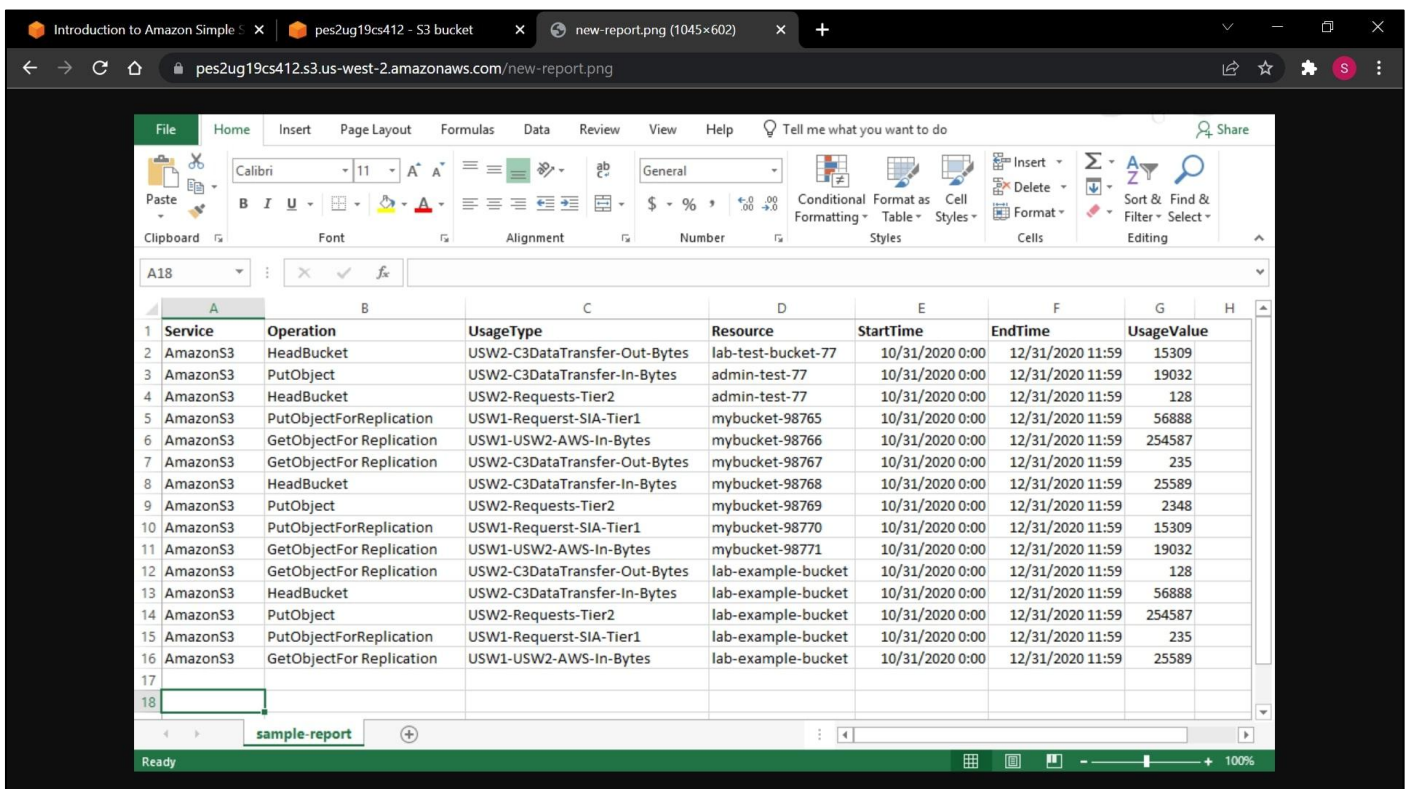 Introduction to Amazon Simple S pes2ug19cs412 - S3 bucket new-report.png (1045×602)
pes2ug19cs412.s3.us-west-2.amazonaws.com/new-report.png S
File Home Insert Page Layout Formulas Data Review View Help Tell me what you want to do Share
Calibri 11 General Insert
Paste B I U $ % Conditional Format as Cell Delete Sort & Find &
Formatting Table Styles Format Filter Select
Clipboard Font Alignment Number Styles Cells Editing
A18 fx
A B C D E F G H
1 Service Operation UsageType Resource StartTime EndTime UsageValue
2 AmazonS3 HeadBucket USW2-C3DataTransfer-Out-Bytes lab-test-bucket-77 10/31/2020 0:00 12/31/2020 11:59 15309
3 AmazonS3 PutObject USW2-C3DataTransfer-In-Bytes admin-test-77 10/31/2020 0:00 12/31/2020 11:59 19032
4 AmazonS3 HeadBucket USW2-Requests-Tier2 admin-test-77 10/31/2020 0:00 12/31/2020 11:59 128
5 AmazonS3 PutObjectForReplication USW1-Requerst-SIA-Tier1 mybucket-98765 10/31/2020 0:00 12/31/2020 11:59 56888
6 AmazonS3 GetObjectFor Replication USW1-USW2-AWS-In-Bytes mybucket-98766 10/31/2020 0:00 12/31/2020 11:59 254587
7 AmazonS3 GetObjectFor Replication USW2-C3DataTransfer-Out-Bytes mybucket-98767 10/31/2020 0:00 12/31/2020 11:59 235
8 AmazonS3 HeadBucket USW2-C3DataTransfer-In-Bytes mybucket-98768 10/31/2020 0:00 12/31/2020 11:59 25589
9 AmazonS3 PutObject USW2-Requests-Tier2 mybucket-98769 10/31/2020 0:00 12/31/2020 11:59 2348
10 AmazonS3 PutObjectForReplication USW1-Requerst-SIA-Tier1 mybucket-98770 10/31/2020 0:00 12/31/2020 11:59 15309
11 AmazonS3 GetObjectFor Replication USW1-USW2-AWS-In-Bytes mybucket-98771 10/31/2020 0:00 12/31/2020 11:59 19032
12 AmazonS3 GetObjectFor Replication USW2-C3DataTransfer-Out-Bytes lab-example-bucket 10/31/2020 0:00 12/31/2020 11:59 128
13 AmazonS3 HeadBucket USW2-C3DataTransfer-In-Bytes lab-example-bucket 10/31/2020 0:00 12/31/2020 11:59 56888
14 AmazonS3 PutObject USW2-Requests-Tier2 lab-example-bucket 10/31/2020 0:00 12/31/2020 11:59 254587
15 AmazonS3 PutObjectForReplication USW1-Requerst-SIA-Tier1 lab-example-bucket 10/31/2020 0:00 12/31/2020 11:59 235
16 AmazonS3 GetObjectFor Replication USW1-USW2-AWS-In-Bytes lab-example-bucket 10/31/2020 0:00 12/31/2020 11:59 25589
17
18
sample-report
Ready 100%